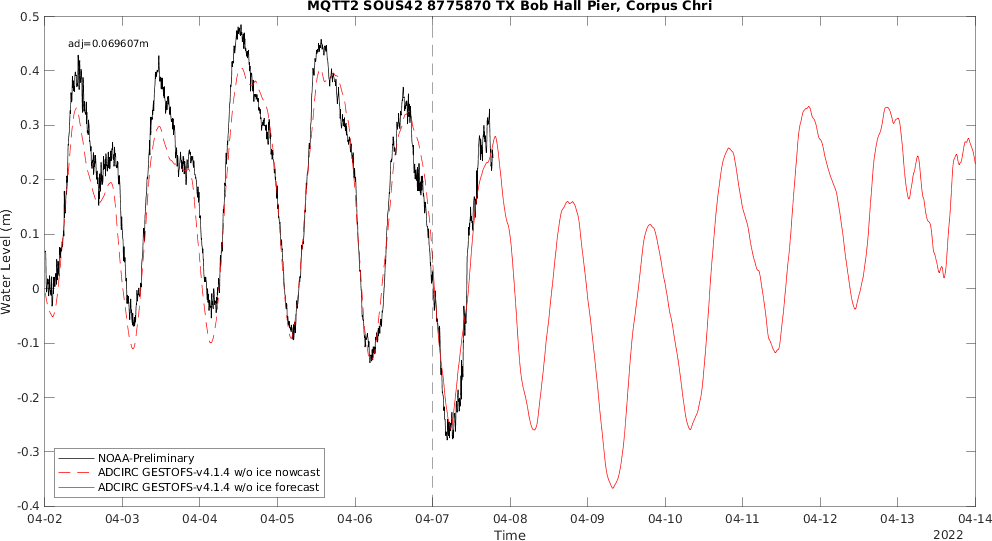 MQTT2 SOUS42 8775870 TX Bob Hall Pier, Corpus Chri
adj=0.069607m
0.5
0.4
0.3
0.2
0.1
0
-0.1
-0.2
-0.3
-0.4
Water Level (m)
NOAA-Preliminary
ADCIRC GESTOFS-v4.1.4 w/o ice nowcast
ADCIRC GESTOFS-v4.1.4 w/o ice forecast
04-02 04-03 04-04 04-05 04-06 04-07 04-08 04-09 04-10 04-11 04-12 04-13 04-14
Time
2022